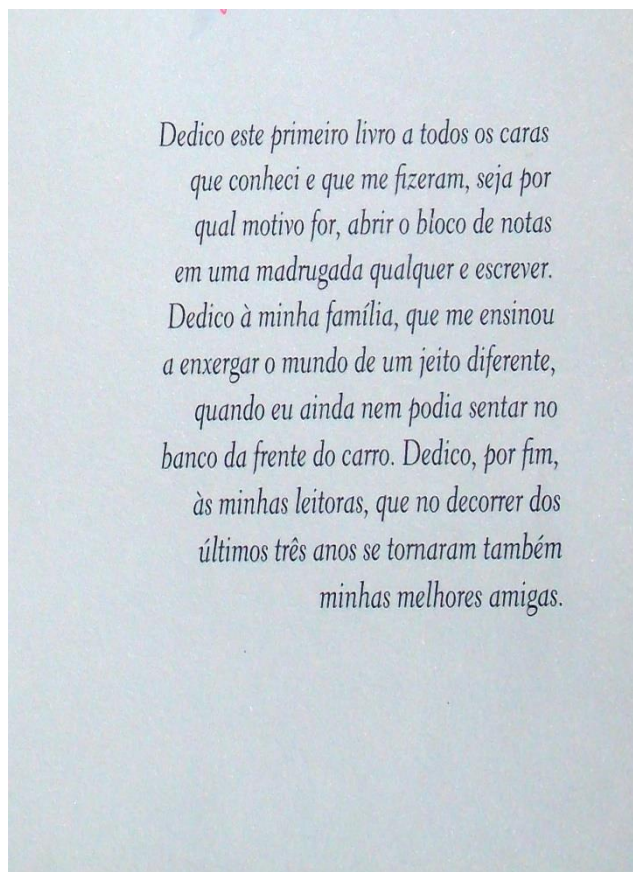 Dedico este primeiro livro a todos os caras
que conheci e que me fizeram, seja por
qual motivo for, abrir o bloco de notas
em uma madrugada qualquer e escrever.
Dedico à minha família, que me ensinou
a enxergar o mundo de um jeito diferente,
quando eu ainda nem podia sentar no
banco da frente do carro. Dedico, por fim,
às minhas leitoras, que no decorrer dos
últimos três anos se tornaram também
minhas melhores amigas.